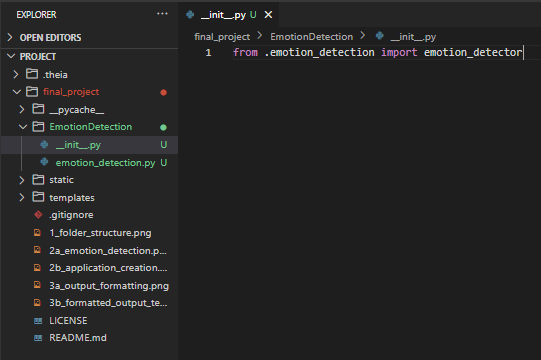 EXPLORER
···
OPEN EDITORS
PROJECT
.theia
final_project
__pycache__
EmotionDetection
__init__.py U
emotion_detection.py U
static
templates
.gitignore
1_folder_structure.png
2a_emotion_detection.p...
2b_application_creation....
3a_output_formatting.png
3b_formatted_output_te...
LICENSE
README.md
__init__.py U
final_project > EmotionDetection > __init__.py
1 from .emotion_detection import emotion_detector